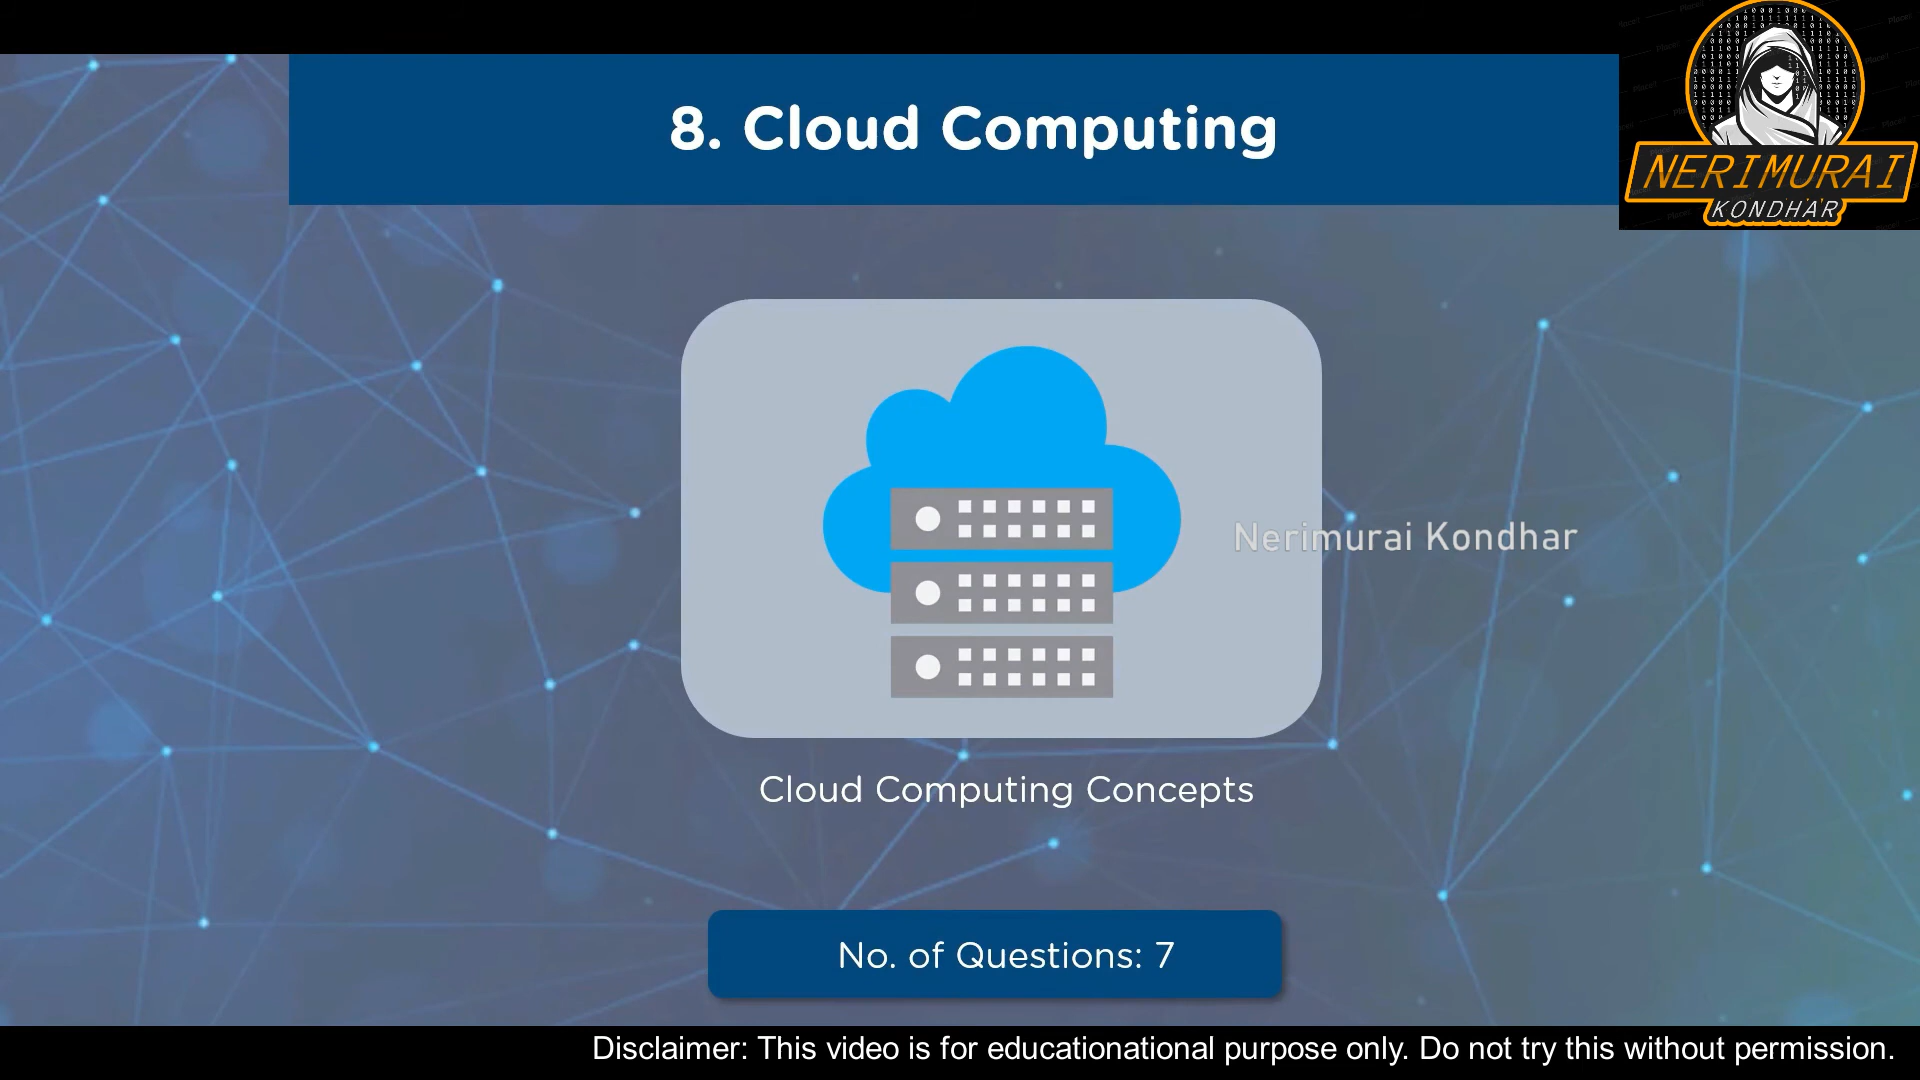 8. Cloud Computing
NERIMURAI
KONDHAR
Nerimurai Kondhar
Cloud Computing Concepts
No. of Questions: 7
Disclaimer: This video is for educationational purpose only. Do not try this without permission.